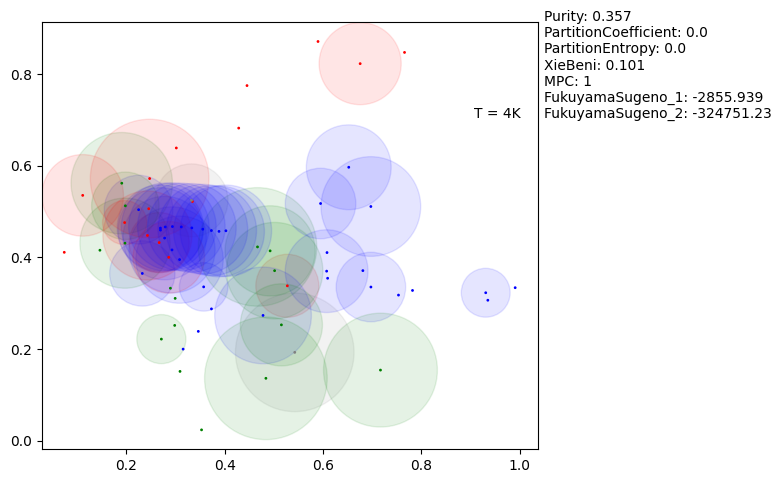 Purity: 0.357
PartitionCoefficient: 0.0
PartitionEntropy: 0.0
XieBeni: 0.101
MPC: 1
FukuyamaSugeno_1: -2855.939
FukuyamaSugeno_2: -324751.23
T = 4K
0.8
0.6
0.4
0.2
0.0
0.2 0.4 0.6 0.8 1.0